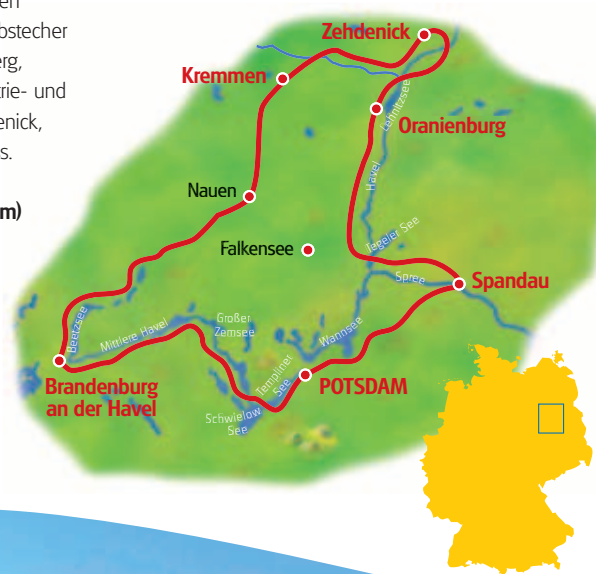 en
bstecher
erg,
trie- und
enick,
s.
m)
Zehdenick
Kremmen
Lehnitzsee
Oranienburg
Havel
Nauen
Falkensee
Tegeler See
Spree
Spandau
Beetzsee
Mittlere Havel
Großer
Zernsee
Wannsee
Brandenburg
an der Havel
Templiner
See
POTSDAM
Schwielow
See